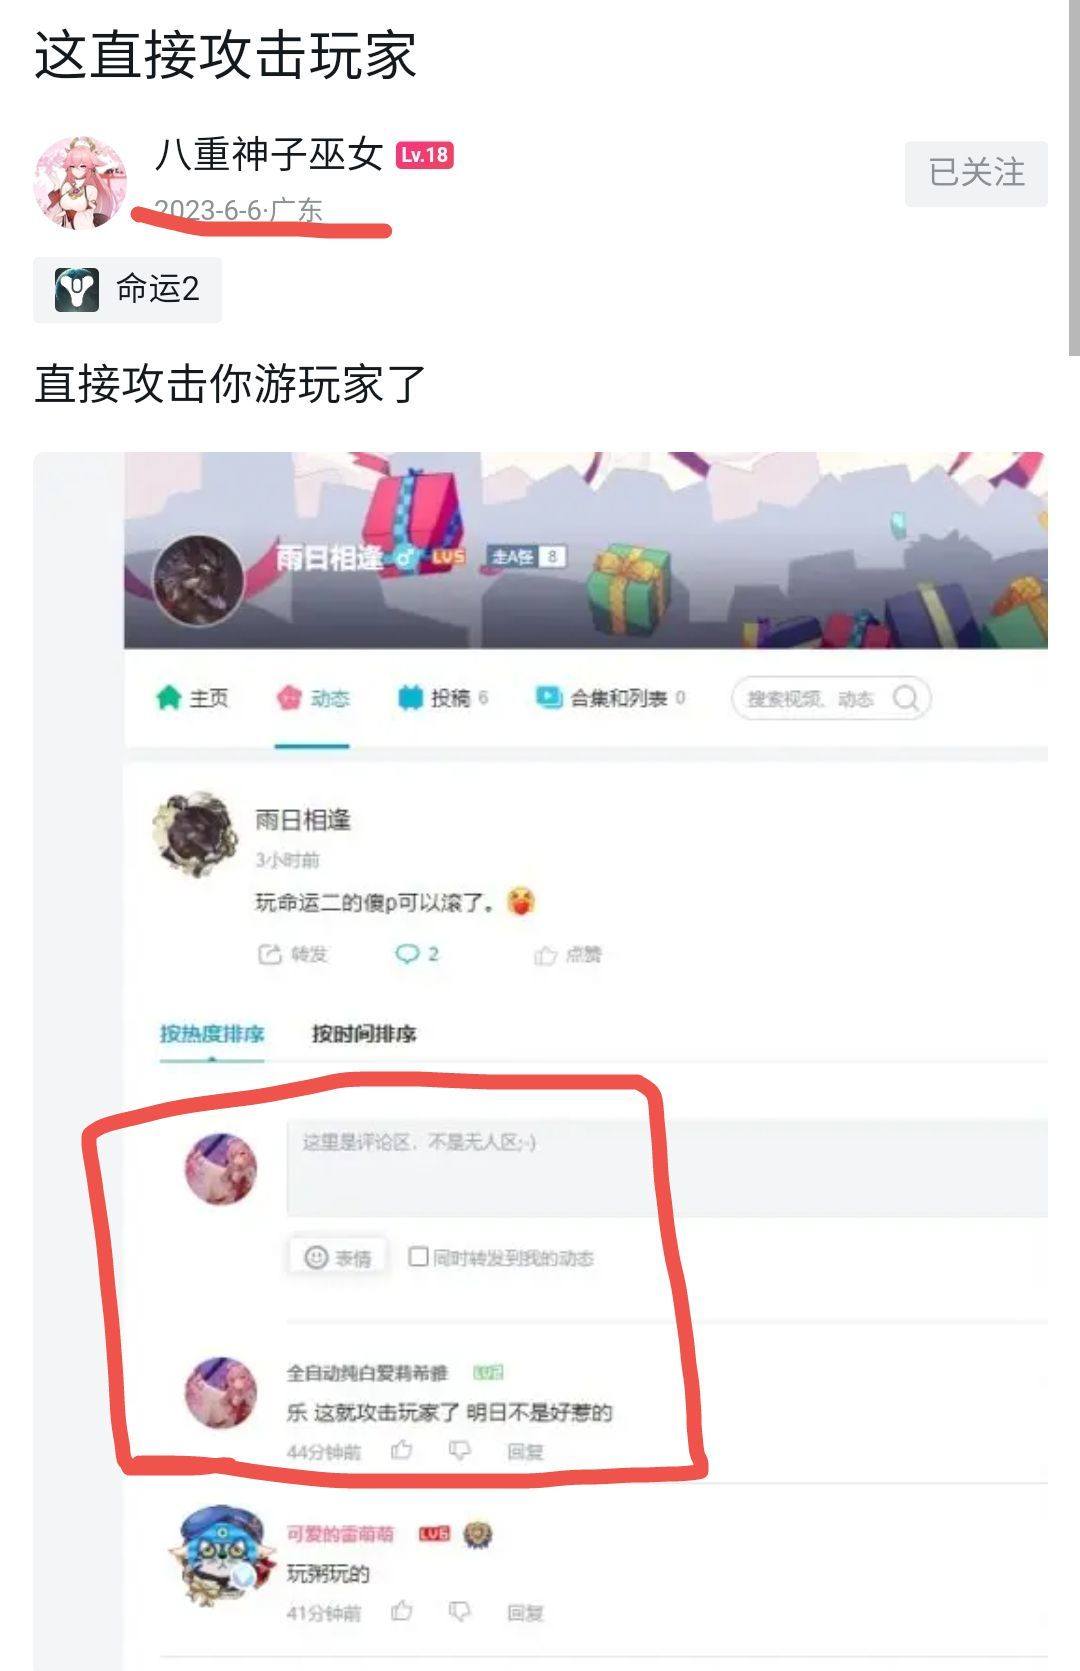 这直接攻击玩家
八重神子巫女 Lv.18
已关注
2023-6-6·广东
命运2
直接攻击你游玩家了
雨日相逢 ♂ LV5 走A怪 8
主页 动态 投稿 6 合集和列表 0 搜索视频、动态
雨日相逢
3小时前
玩命运二的傻p可以滚了。
转发 2 点赞
按热度排序 按时间排序
这里是评论区，不是无人区;-)
表情 同时转发到我的动态
全自动纯白爱莉希雅
乐 这就攻击玩家了 明日不是好惹的
44分钟前 回复
可爱的雷萌萌 LV6
玩粥玩的
41分钟前 回复